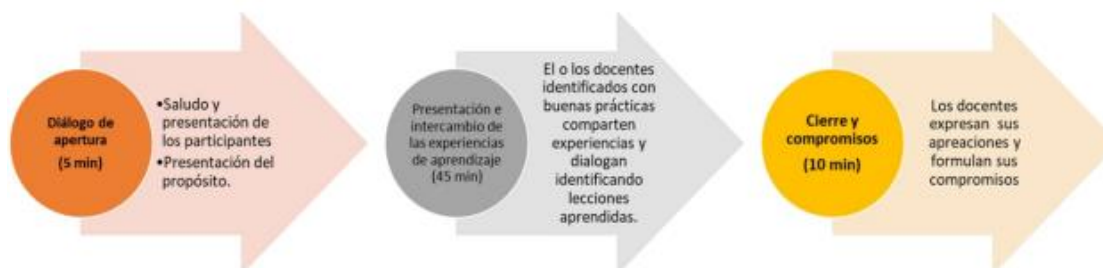 Diálogo de
apertura
(5 min)
•Saludo y
presentación de
los participantes
•Presentación del
propósito.
Presentación e
intercambio de
las experiencias
de aprendizaje
(45 min)
El o los docentes
identificados con
buenas prácticas
comparten
experiencias y
dialogan
identificando
lecciones
aprendidas.
Cierre y
compromisos
(10 min)
Los docentes
expresan sus
apreaciones y
formulan sus
compromisos